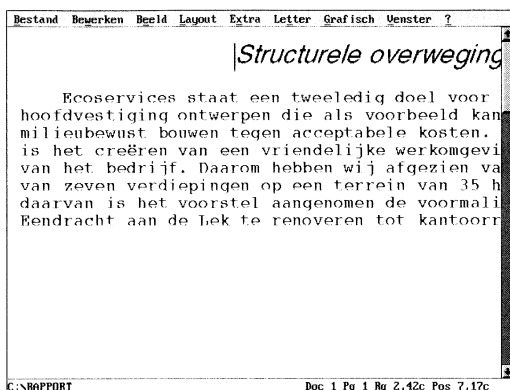 Bestand Bewerken Beeld Layout Extra Letter Grafisch Venster ?
Structurele overweging
Ecoservices staat een tweeledig doel voor
hoofdvestiging ontwerpen die als voorbeeld kan
milieubewust bouwen tegen acceptabele kosten.
is het creëren van een vriendelijke werkomgevi
van het bedrijf. Daarom hebben wij afgezien va
van zeven verdiepingen op een terrein van 35 h
daarvan is het voorstel aangenomen de voormali
Eendracht aan de Lek te renoveren tot kantoorr
C:\RAPPORT Doc 1 Pg 1 Rg 2,42c Pos 7,17c